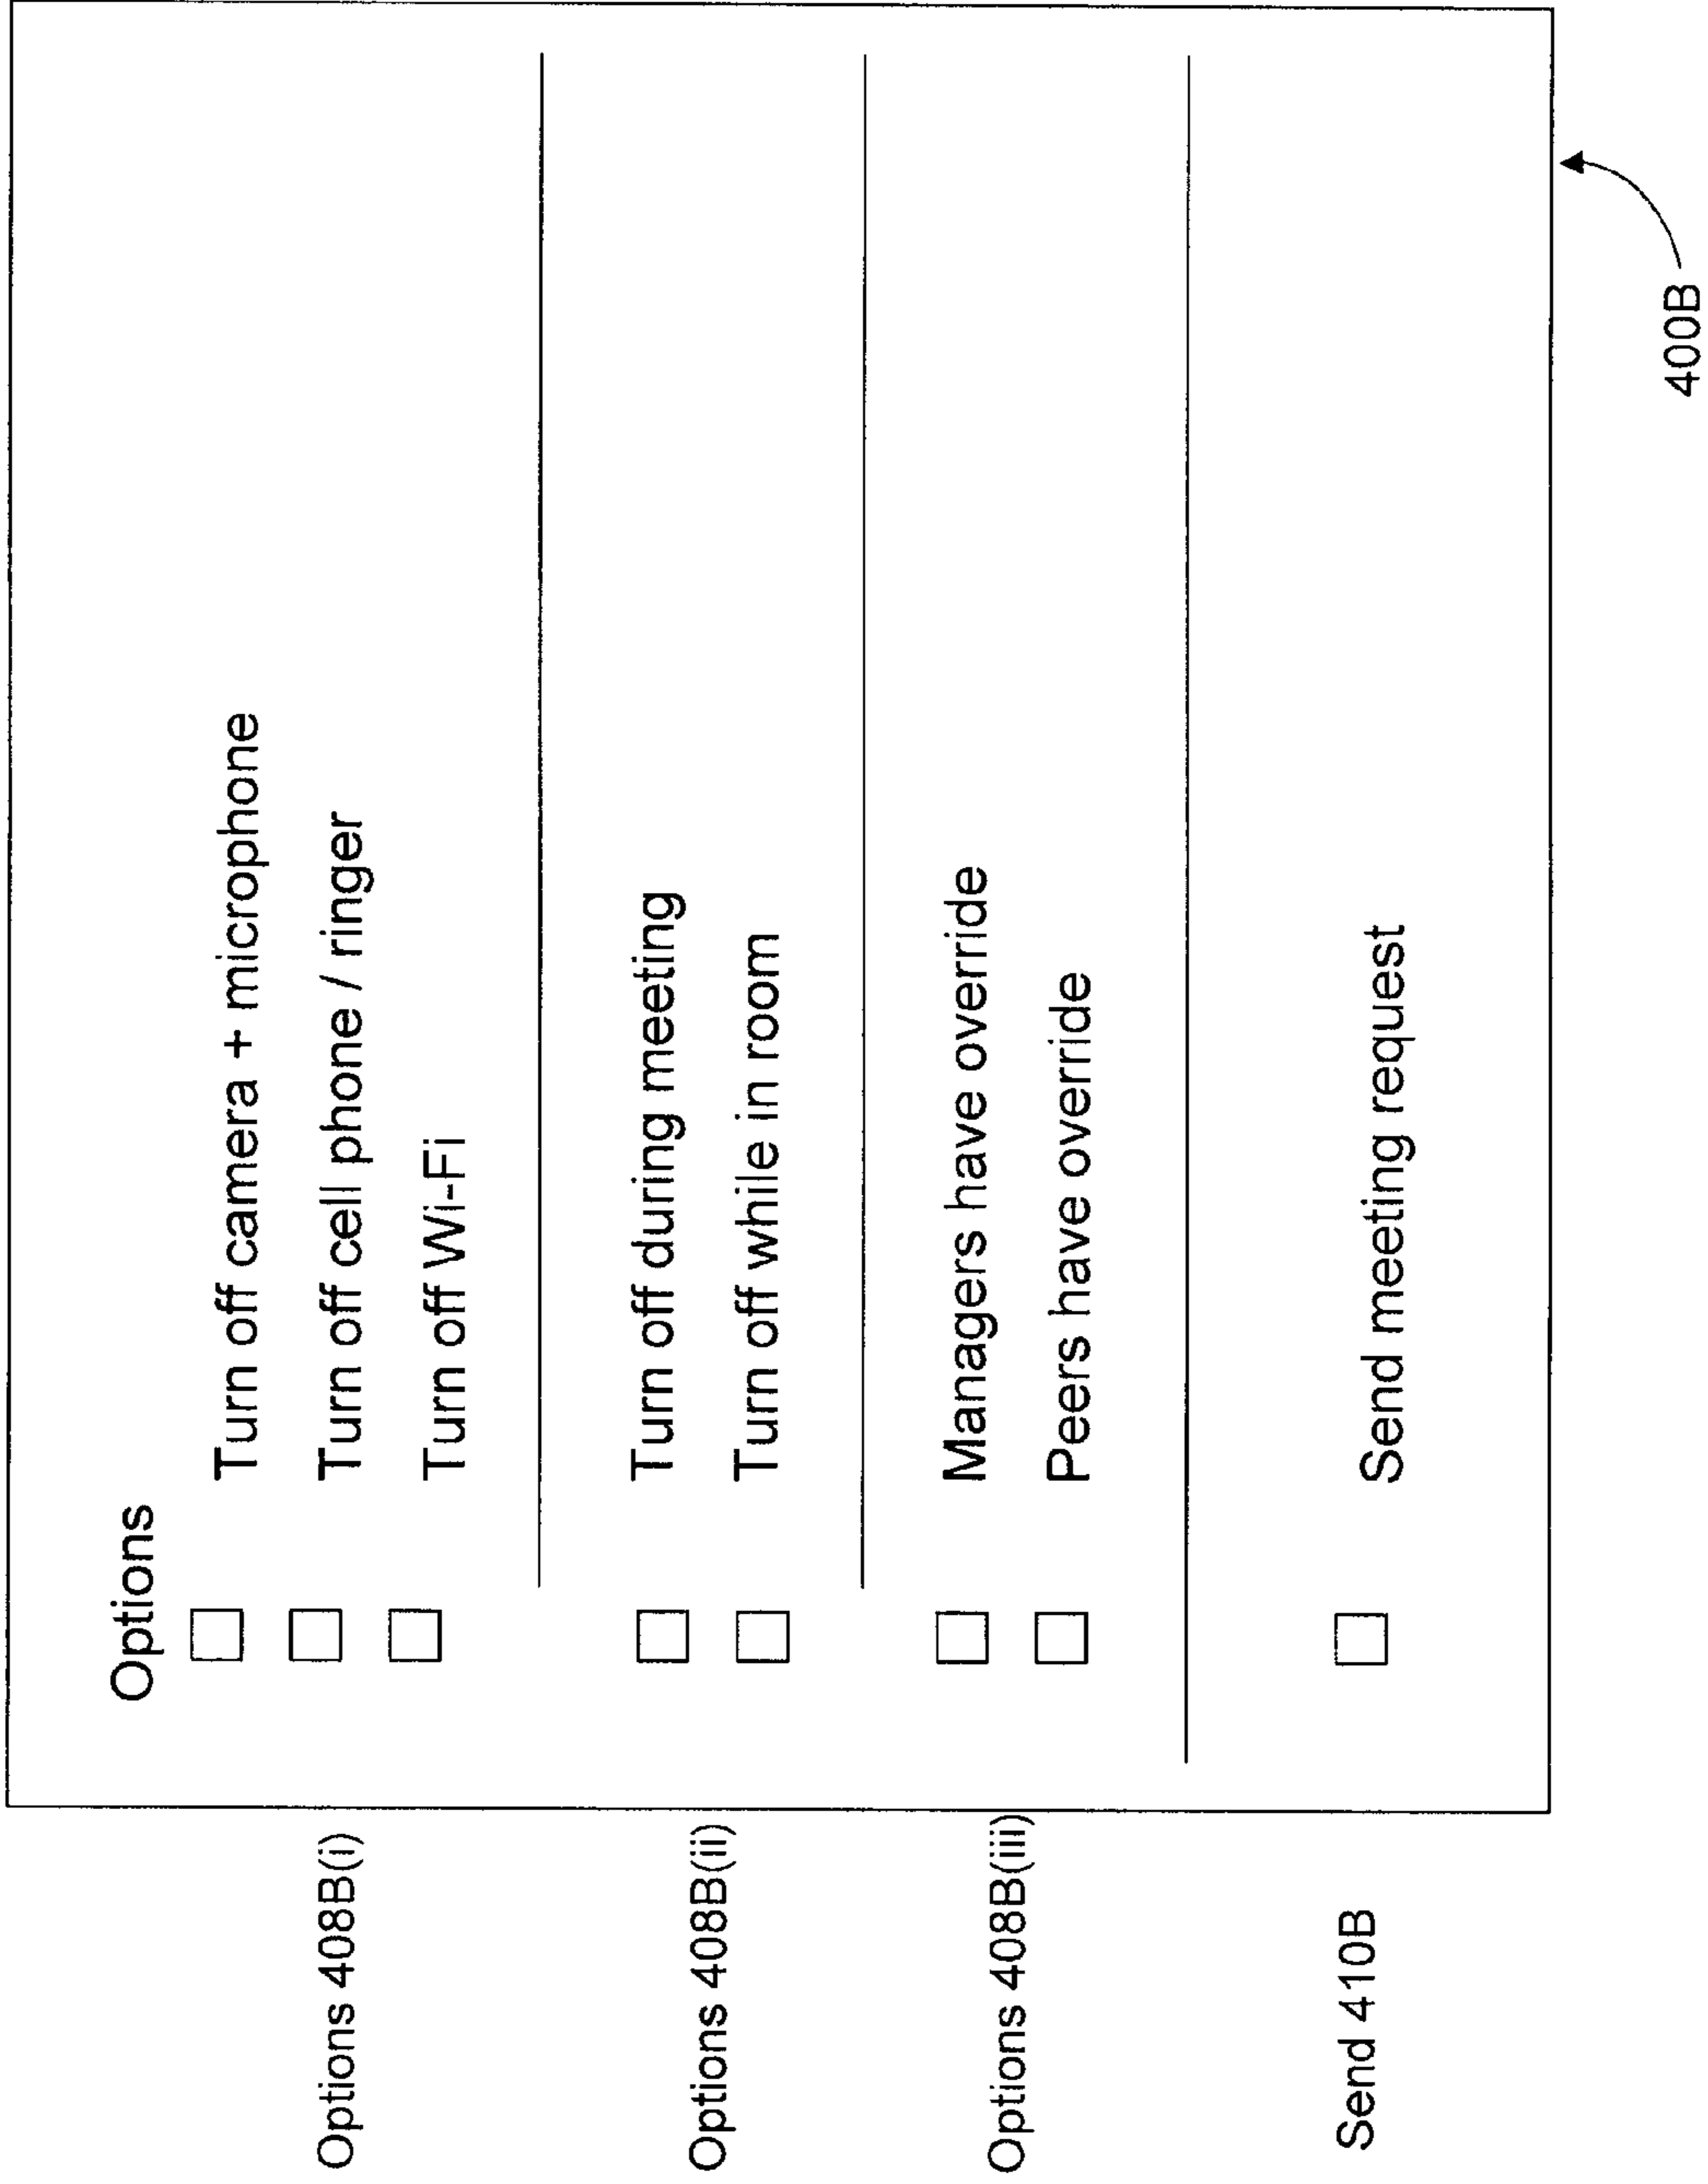 Options
Turn off camera + microphone
Options 408B(i)
Turn off cell phone / ringer
Turn off Wi-Fi
Options 408B(ii)
Turn off during meeting
Turn off while in room
Options 408B(iii)
Managers have override
Peers have override
Send 410B
Send meeting request
400B